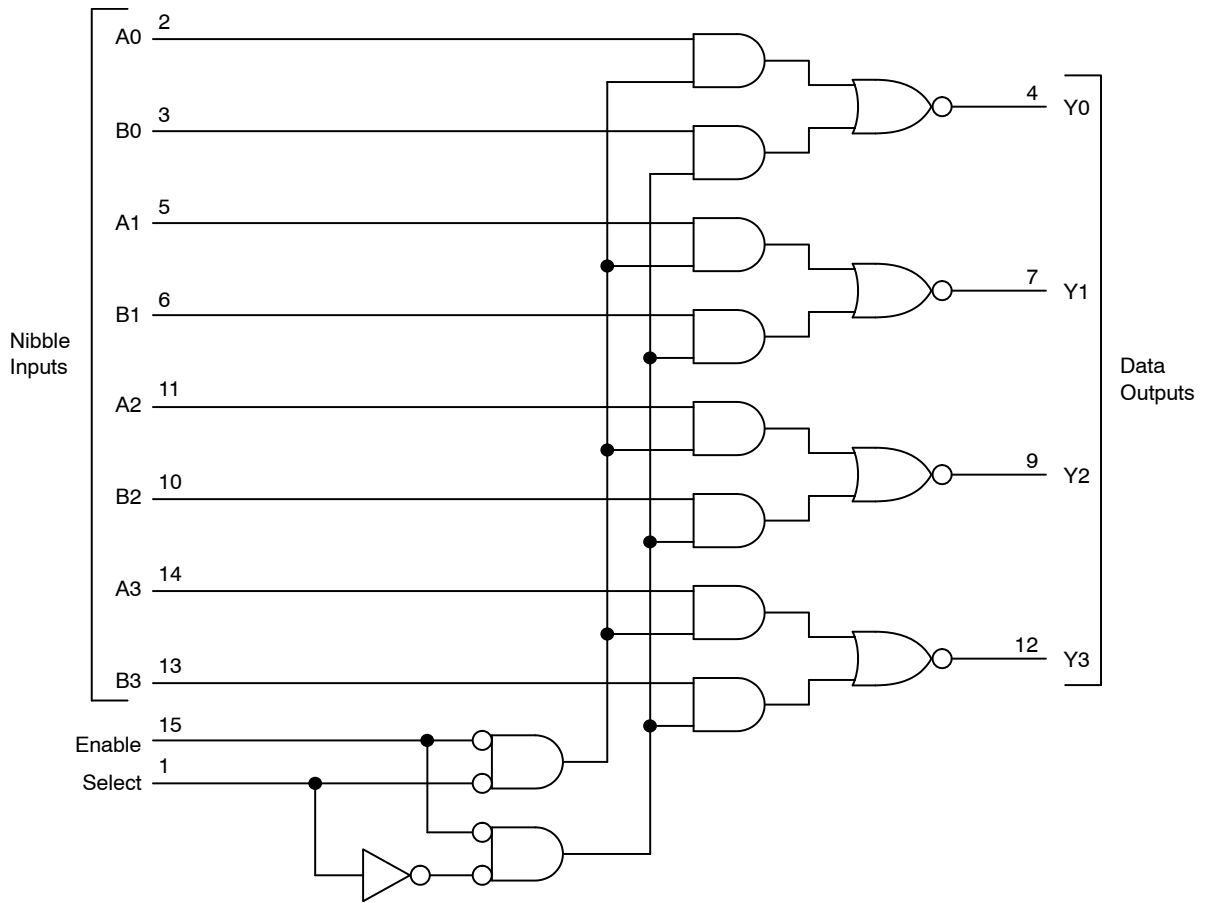 2
A0
3
B0
5
A1
6
B1
11
A2
10
B2
14
A3
13
B3
15
Enable
1
Select
Nibble
Inputs
4
Y0
7
Y1
9
Y2
12
Y3
Data
Outputs